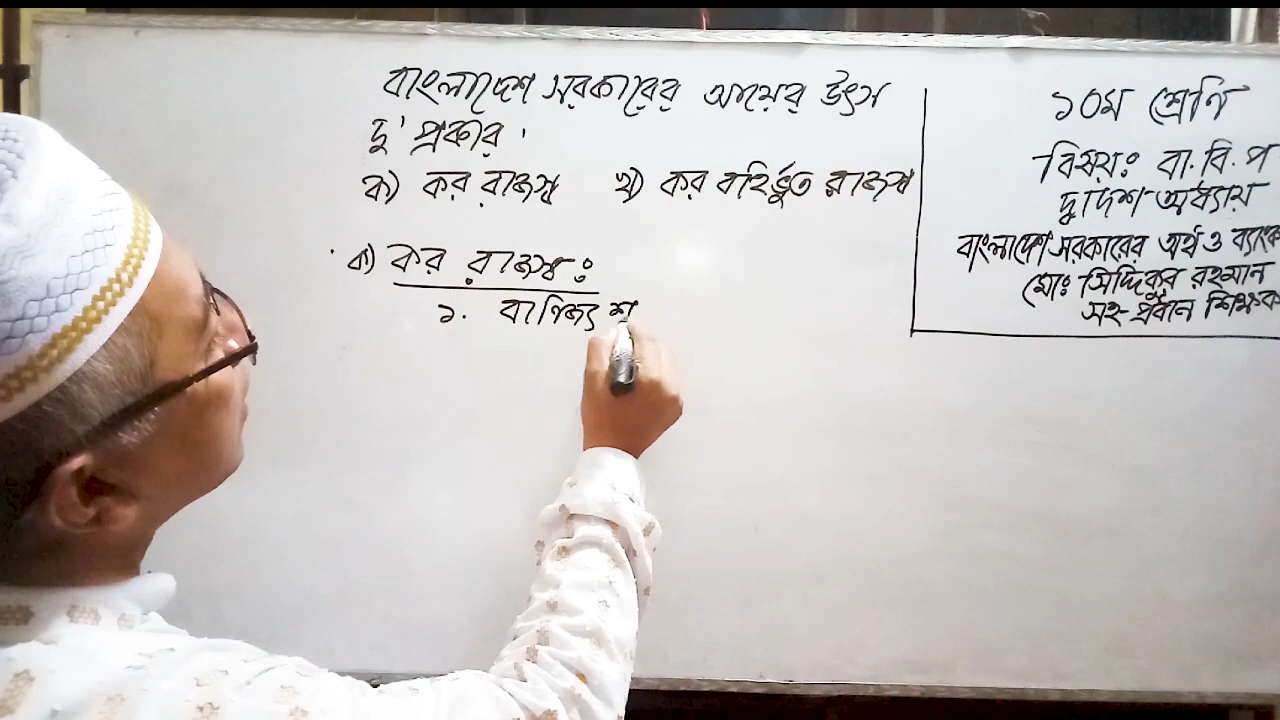 বাংলাদেশ সরকারের আয়ের উৎস
দু' প্রকার
ক) কর রাজস্ব খ) কর বহির্ভুত রাজস্ব
ক) কর রাজস্ব ঃ
১. বাণিজ্য শু
১০ম শ্রেণি
বিষয়ঃ বা. বি. প
দ্বাদশ অধ্যায়
বাংলাদেশ সরকারের অর্থ ও ব্যাংক
মোঃ সিদ্দিকুর রহমান
সহ-প্রধান শিক্ষক